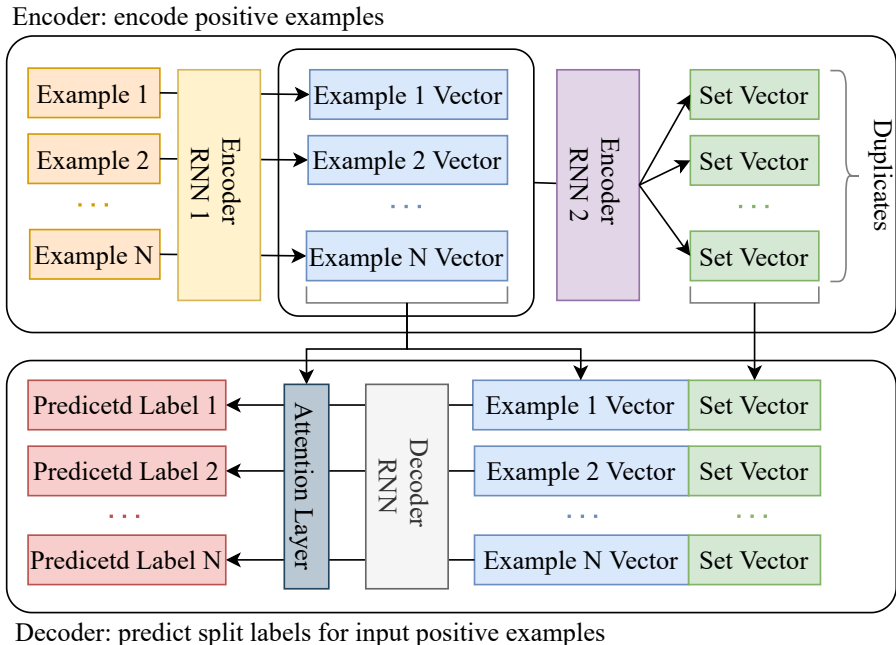 Encoder: encode positive examples
Example 1
Example 2
. . .
Example N
Encoder
RNN 1
Example 1 Vector
Example 2 Vector
. . .
Example N Vector
Encoder
RNN 2
Set Vector
Set Vector
. . .
Set Vector
Duplicates
Predicetd Label 1
Predicetd Label 2
. . .
Predicetd Label N
Attention Layer
Decoder
RNN
Example 1 Vector
Set Vector
Example 2 Vector
Set Vector
. . .
. . .
Example N Vector
Set Vector
Decoder: predict split labels for input positive examples